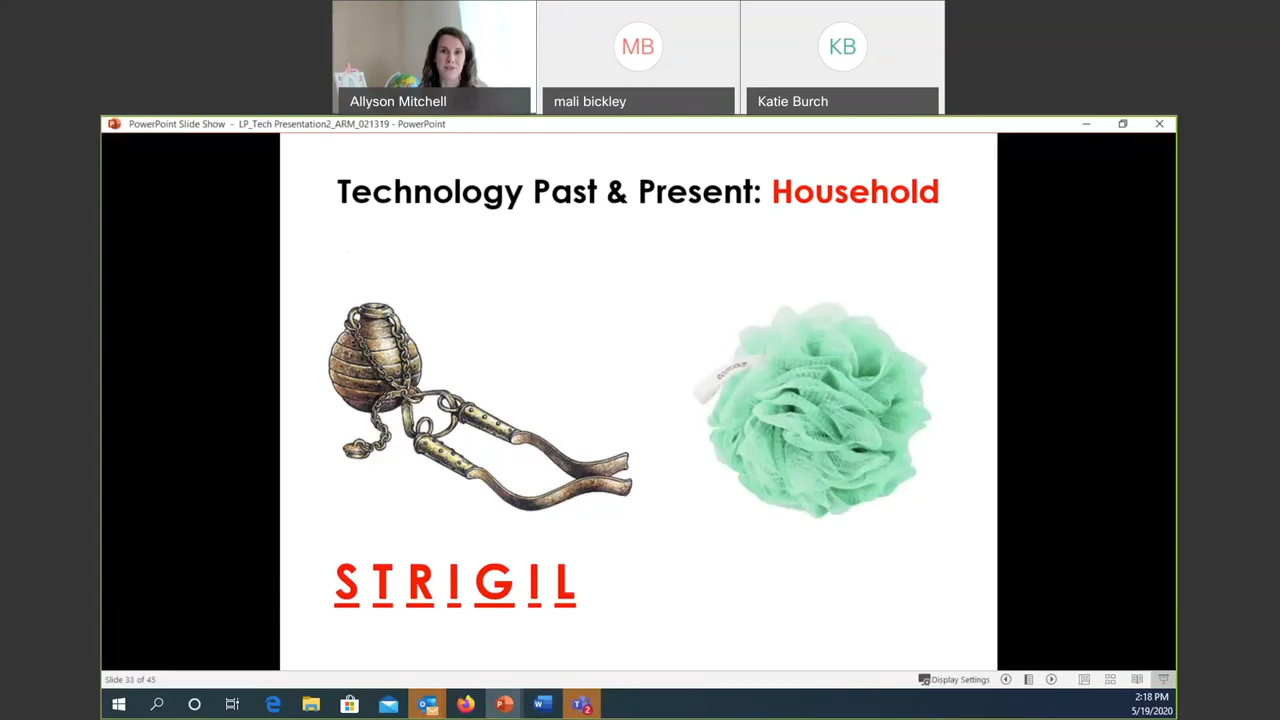 MB
KB
Allyson Mitchell
mali bickley
Katie Burch
PowerPoint Slide Show - LP_Tech Presentation2_ARM_021319 - PowerPoint
Technology Past & Present: Household
S T R I G I L
Slide 33 of 45
Display Settings
2:18 PM
5/19/2020